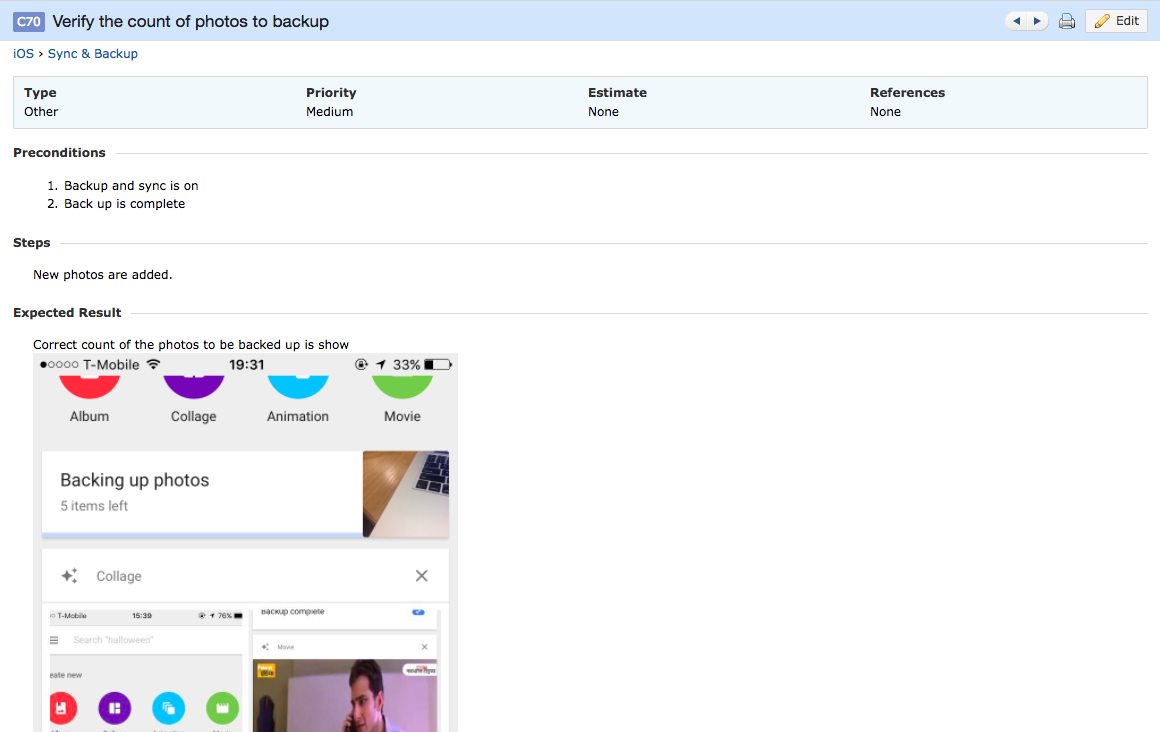 C70 Verify the count of photos to backup
Edit
iOS › Sync & Backup
Type Priority Estimate References
Other Medium None None
Preconditions
1. Backup and sync is on
2. Back up is complete
Steps
New photos are added.
Expected Result
Correct count of the photos to be backed up is show
T-Mobile 19:31 33%
Album Collage Animation Movie
Backing up photos
5 items left
Collage
T-Mobile 15:39 76%
Backup complete
Search "halloween"
Movie
eate new